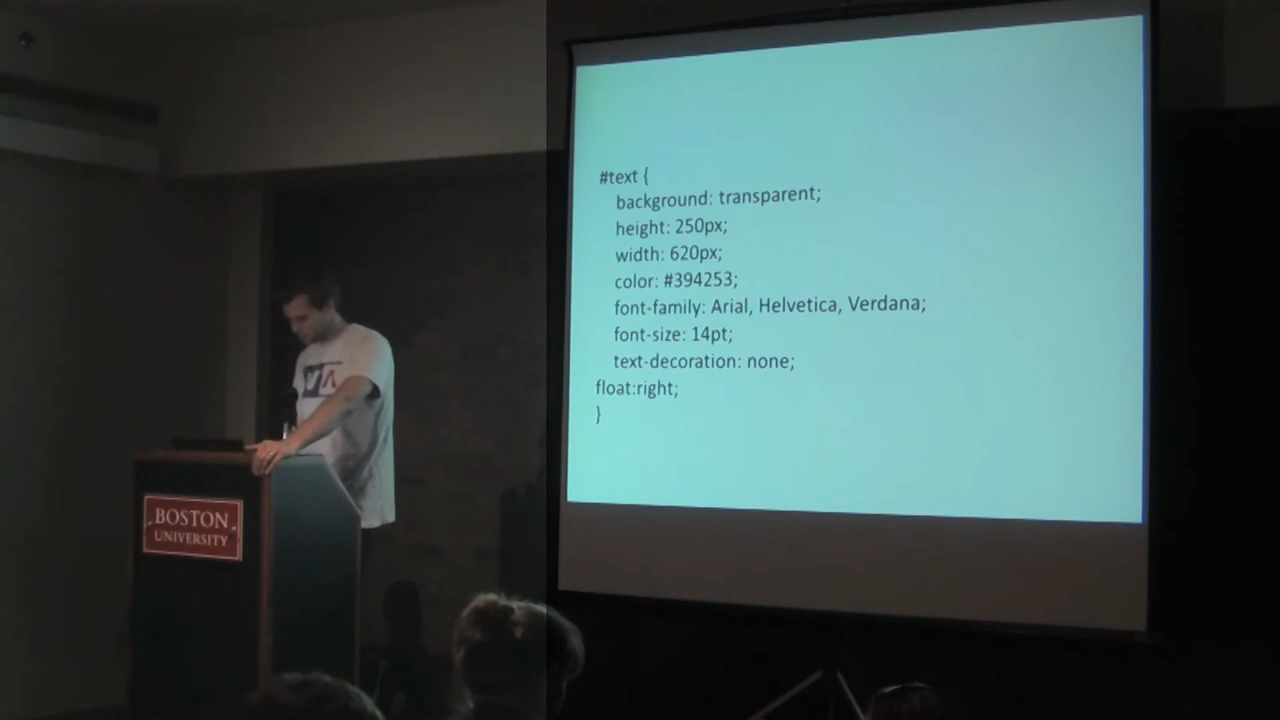 #text {
background: transparent;
height: 250px;
width: 620px;
color: #394253;
font-family: Arial, Helvetica, Verdana;
font-size: 14pt;
text-decoration: none;
float:right;
}
BOSTON
UNIVERSITY